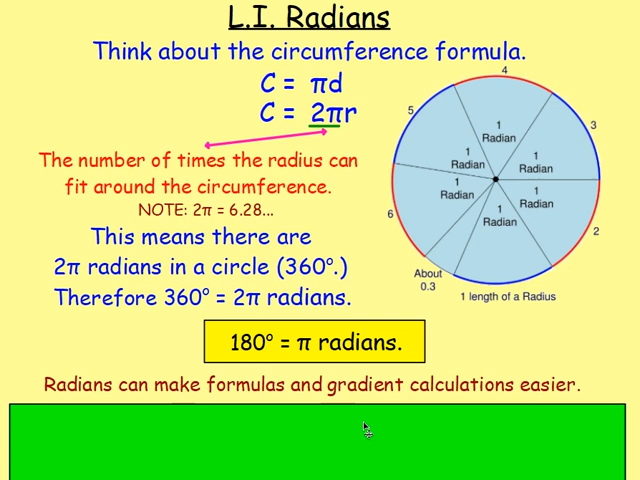 L.I. Radians
Think about the circumference formula.
C = πd
C = 2πr
The number of times the radius can
fit around the circumference.
NOTE: 2π = 6.28...
This means there are
2π radians in a circle (360º.)
Therefore 360º = 2π radians.
4
5
3
1
Radian
1
Radian
1
Radian
1
Radian
1
Radian
1
Radian
6
2
About
0.3
1 length of a Radius
180º = π radians.
Radians can make formulas and gradient calculations easier.